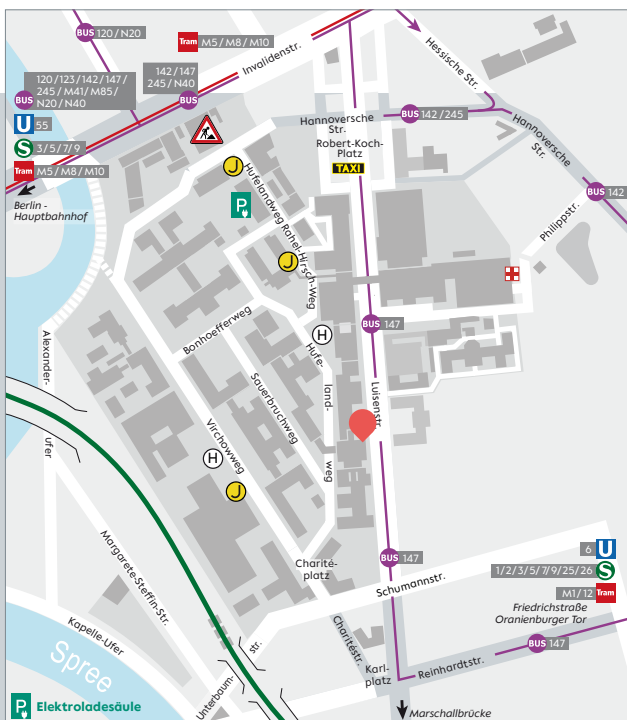 BUS 120 / N20
Tram M5 / M8 / M10
Invalidenstr.
Hessische Str.
120 / 123 / 142 / 147 /
245 / M41 / M85 /
BUS N20 / N40
142 / 147
245 / N40
BUS
U 55
S 3 / 5 / 7 / 9
Tram M5 / M8 / M10
Berlin -
Hauptbahnhof
Hannoversche
Str.
BUS 142 / 245
Robert-Koch-
Platz
TAXI
Hannoversche
Str.
BUS 142
Philippstr.
J
P
Hufelandweg
Rahel-Hirsch-Weg
J
BUS 147
H
Bonhoefferweg
Hufe-
land-
weg
Sauerbruchweg
Luisenstr.
Alexander-
ufer
Virchowweg
H
J
Charité-
platz
BUS 147
Schumannstr.
6 U
1/2/3/5/7/9/25/26 S
M1 / 12 Tram
Friedrichstraße
Oranienburger Tor
BUS 147
Margarete-Steffin-Str.
Kapelle-Ufer
Spree
Charitéstr.
Karl-
platz
Reinhardtstr.
Unterbaum-
str.
P Elektroladesäule
Marschallbrücke